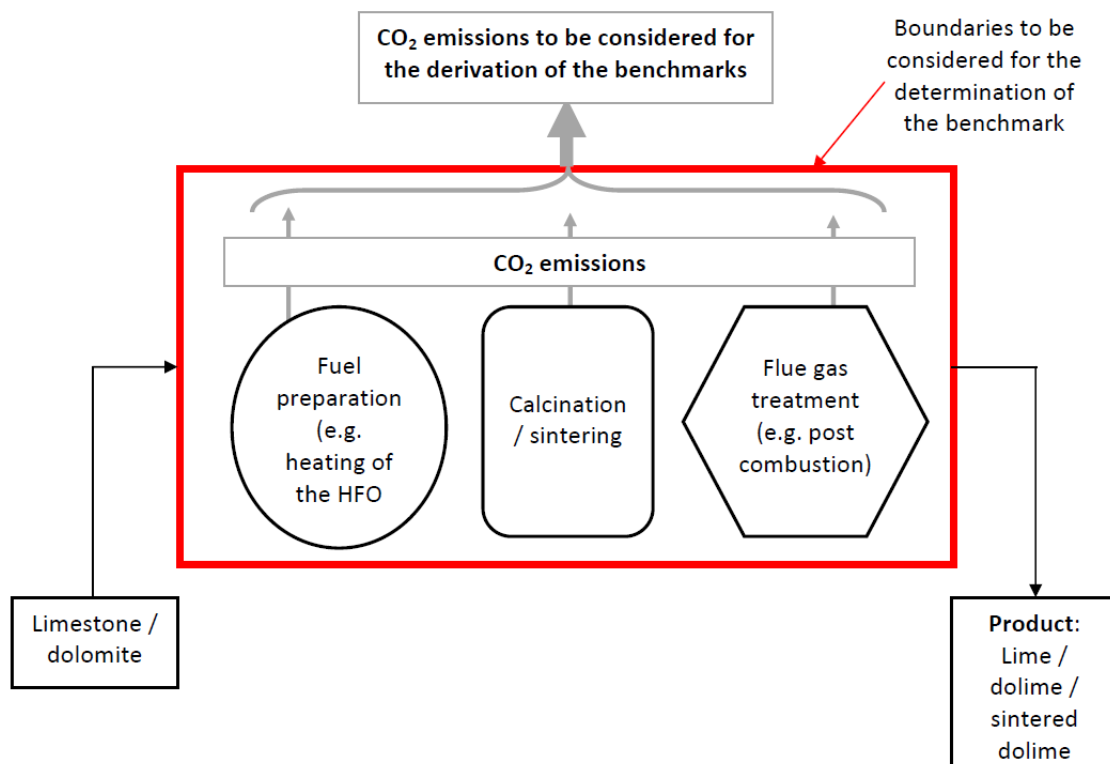 CO₂ emissions to be considered for
the derivation of the benchmarks
Boundaries to be
considered for the
determination of
the benchmark
CO₂ emissions
Fuel
preparation
(e.g.
heating of
the HFO
Calcination
/ sintering
Flue gas
treatment
(e.g. post
combustion)
Limestone /
dolomite
Product:
Lime /
dolime /
sintered
dolime